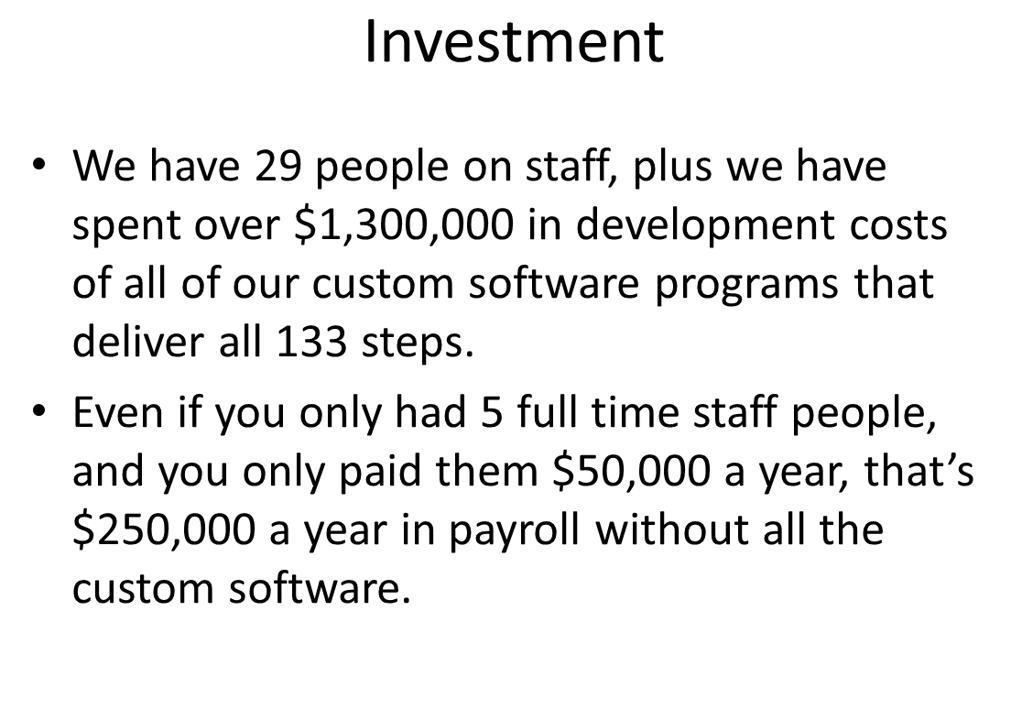 Investment
• We have 29 people on staff, plus we have
spent over $1,300,000 in development costs
of all of our custom software programs that
deliver all 133 steps.
• Even if you only had 5 full time staff people,
and you only paid them $50,000 a year, that’s
$250,000 a year in payroll without all the
custom software.